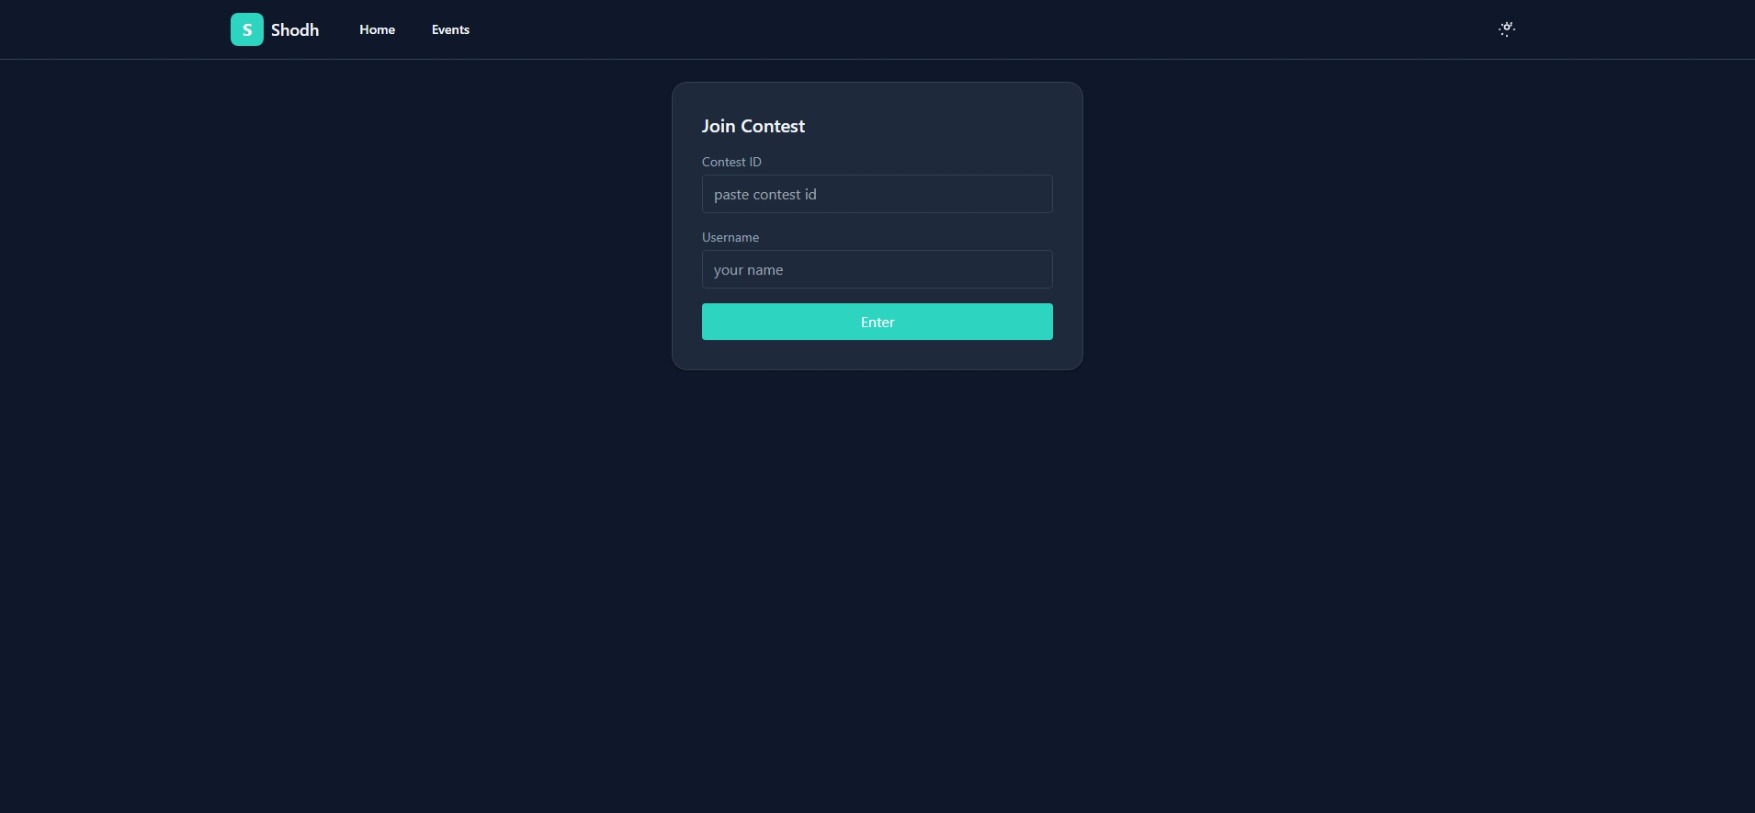 S Shodh Home Events
Join Contest
Contest ID
paste contest id
Username
your name
Enter